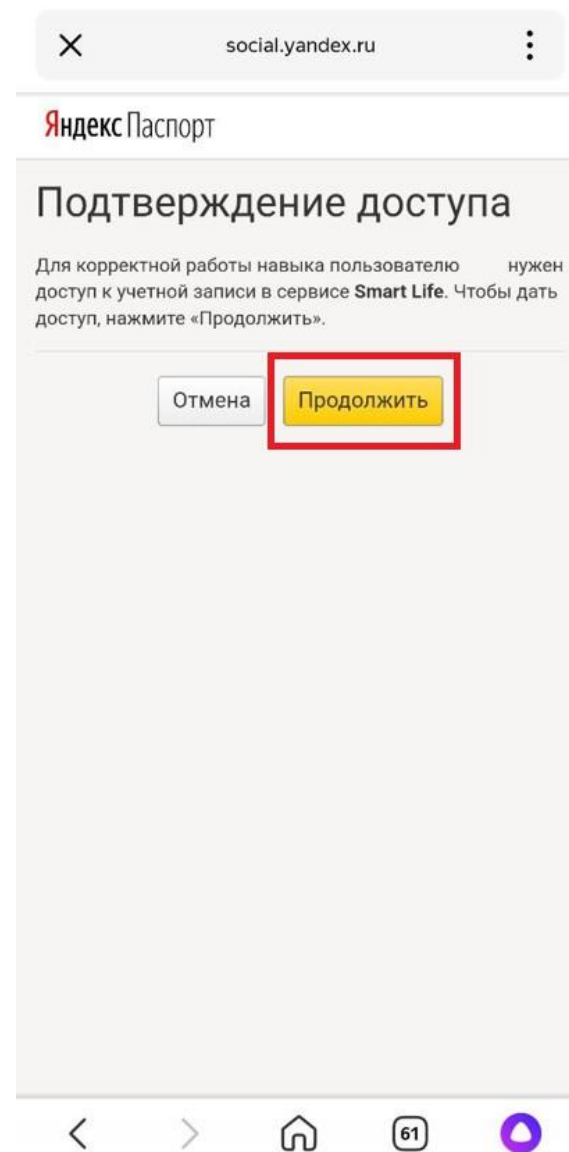 social.yandex.ru
Яндекс Паспорт
Подтверждение доступа
Для корректной работы навыка пользователю нужен
доступ к учетной записи в сервисе Smart Life. Чтобы дать
доступ, нажмите «Продолжить».
Отмена Продолжить
61